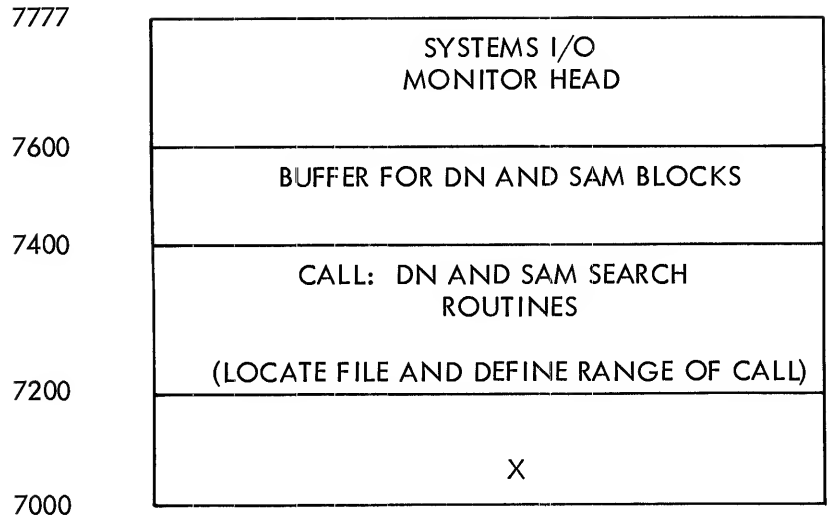 7777
SYSTEMS I/O
MONITOR HEAD
7600
BUFFER FOR DN AND SAM BLOCKS
7400
CALL: DN AND SAM SEARCH
ROUTINES
(LOCATE FILE AND DEFINE RANGE OF CALL)
7200
X
7000